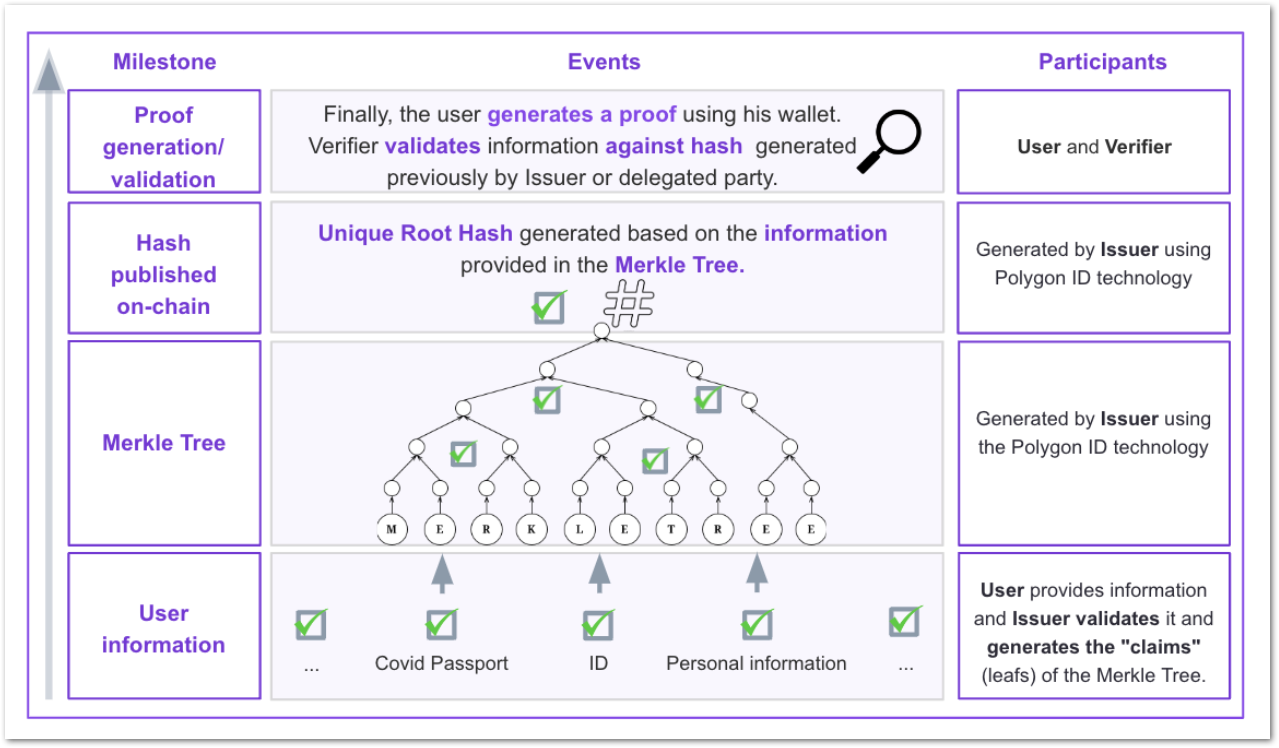 Milestone
Events
Participants
Proof
generation/
validation
Finally, the user generates a proof using his wallet.
Verifier validates information against hash generated
previously by Issuer or delegated party.
User and Verifier
Hash
published
on-chain
Unique Root Hash generated based on the information
provided in the Merkle Tree.
#
Generated by Issuer using
Polygon ID technology
Merkle Tree
M E R K L E T R E E
Generated by Issuer using
the Polygon ID technology
User
information
... Covid Passport ID Personal information ...
User provides information
and Issuer validates it and
generates the "claims"
(leafs) of the Merkle Tree.